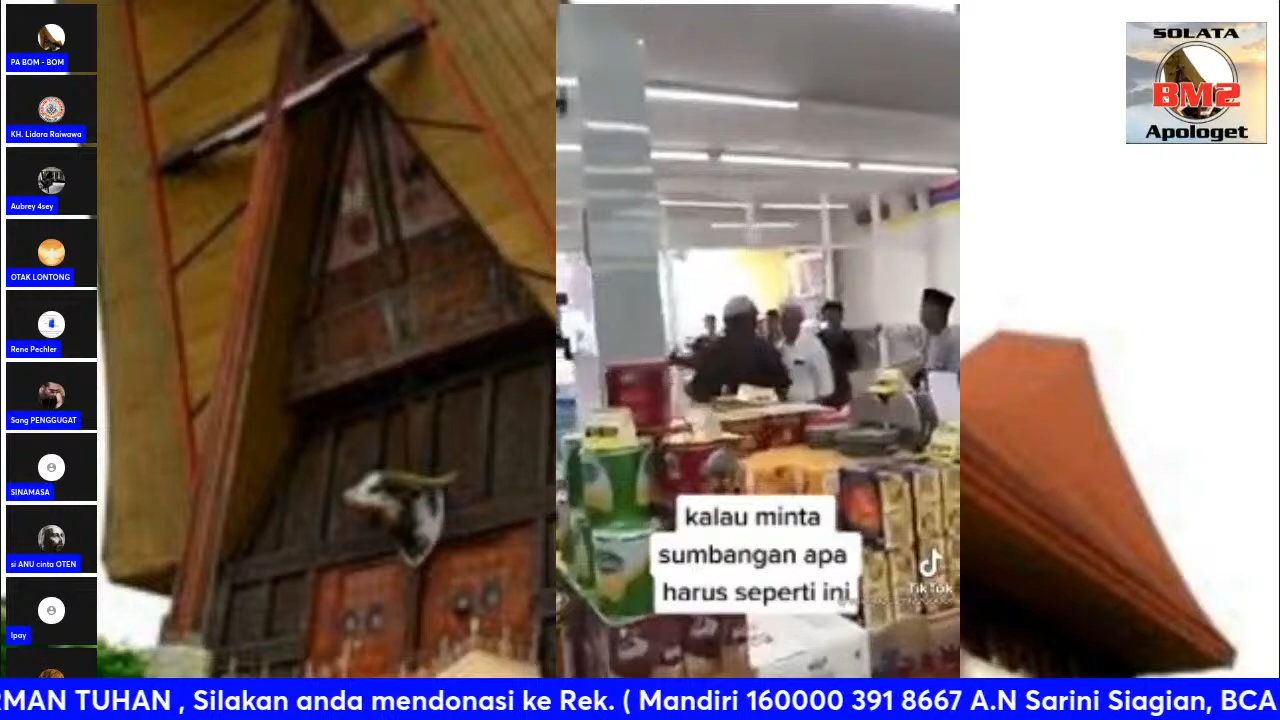 PA BOM - BOM
KH. Lidara Raiwawa
Aubrey 4sey
OTAK LONTONG
Rene Pechler
Sang PENGGUGAT
SINAMASA
si ANU cinta OTEN
Ipay
SOLATA
BM2
Apologet
kalau minta
sumbangan apa
harus seperti ini
TikTok
RMAN TUHAN , Silakan anda mendonasi ke Rek. ( Mandiri 160000 391 8667 A.N Sarini Siagian, BCA